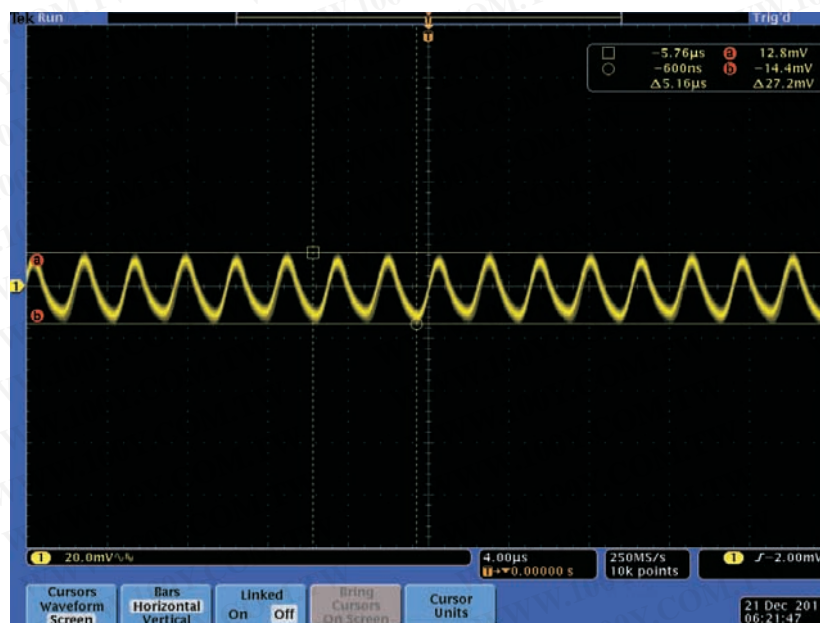 Tek Run Trig'd
T
−5.76µs a 12.8mV
−600ns b −14.4mV
Δ5.16µs Δ27.2mV
a
1
b
1 20.0mV
4.00µs
T→▾0.00000 s
250MS/s
10k points
1 ∫−2.00mV
Cursors
Waveform
Screen
Bars
Horizontal
Vertical
Linked
On Off
Bring
Cursors
On Screen
Cursor
Units
21 Dec 201
06:21:47